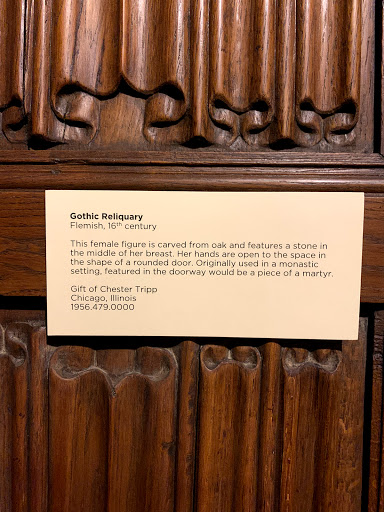 Gothic Reliquary
Flemish, 16th century
This female figure is carved from oak and features a stone in
the middle of her breast. Her hands are open to the space in
the shape of a rounded door. Originally used in a monastic
setting, featured in the doorway would be a piece of a martyr.
Gift of Chester Tripp
Chicago, Illinois
1956.479.0000